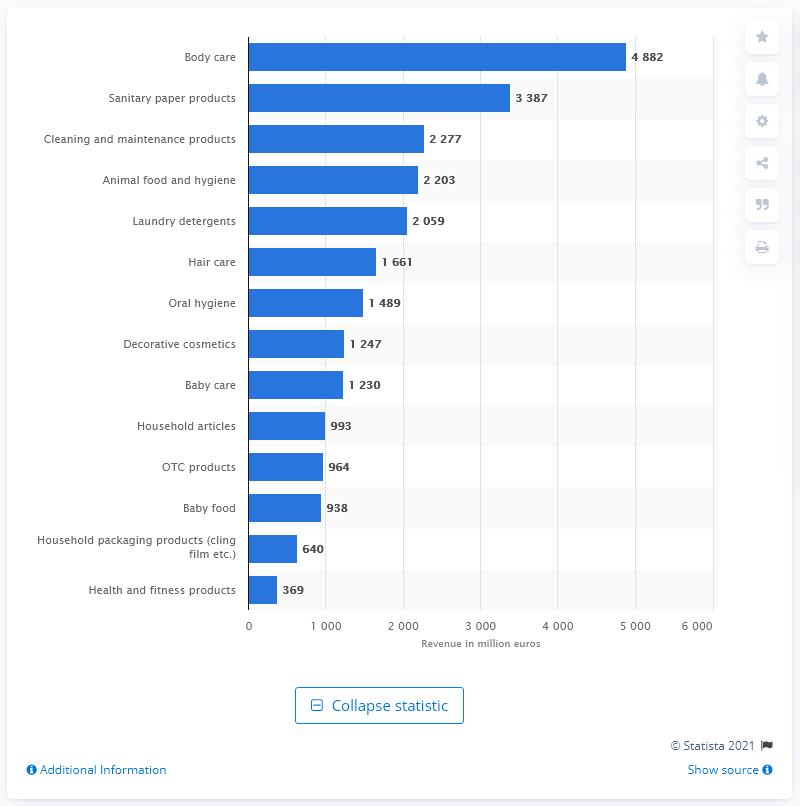 Body care 4 882
Sanitary paper products 3 387
Cleaning and maintenance products 2 277
Animal food and hygiene 2 203
Laundry detergents 2 059
Hair care 1 661
Oral hygiene 1 489
Decorative cosmetics 1 247
Baby care 1 230
Household articles 993
OTC products 964
Baby food 938
Household packaging products (cling
film etc.) 640
Health and fitness products 369
0 1 000 2 000 3 000 4 000 5 000 6 000
Revenue in million euros
Collapse statistic
© Statista 2021
Additional Information Show source